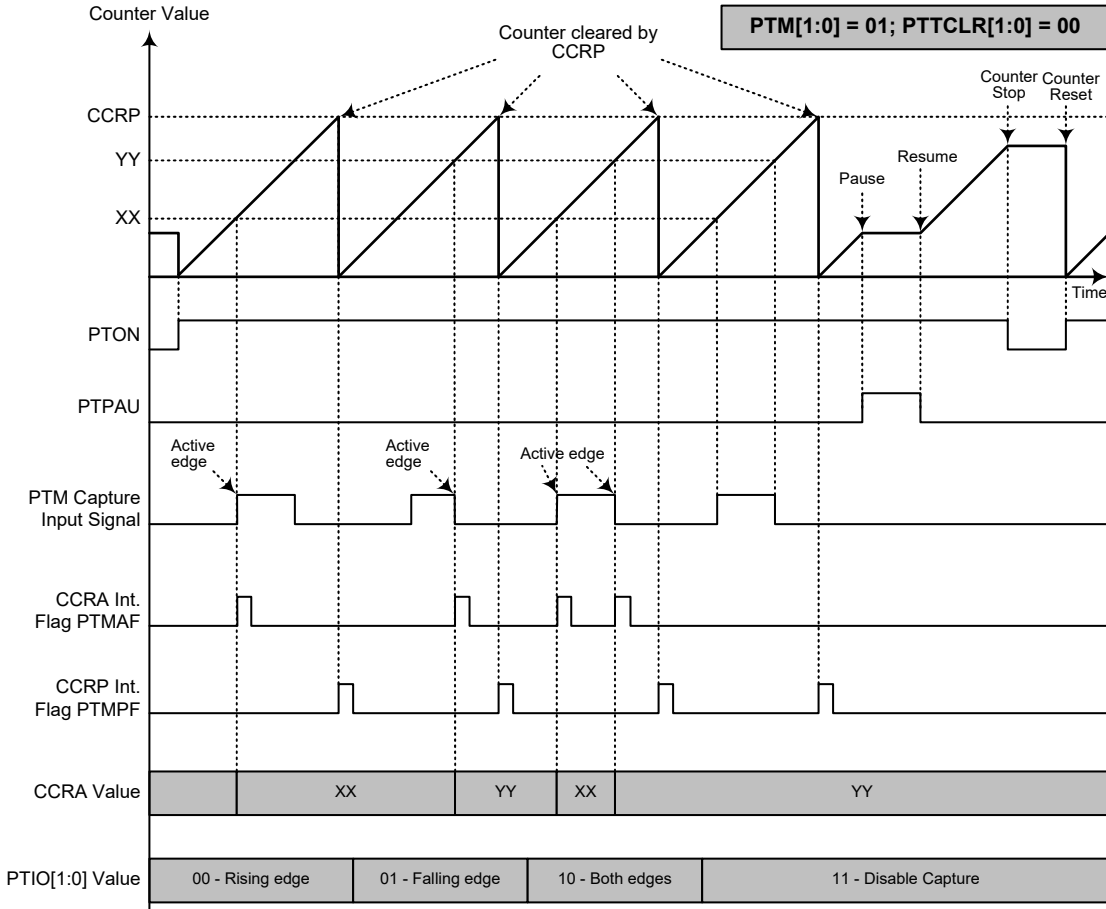 Counter Value
PTM[1:0] = 01; PTTCLR[1:0] = 00
Counter cleared by
CCRP
Counter
Stop
Counter
Reset
CCRP
YY
Resume
Pause
XX
Time
PTON
PTPAU
Active
edge
Active
edge
Active edge
PTM Capture
Input Signal
CCRA Int.
Flag PTMAF
CCRP Int.
Flag PTMPF
CCRA Value
XX
YY
XX
YY
PTIO[1:0] Value
00 - Rising edge
01 - Falling edge
10 - Both edges
11 - Disable Capture